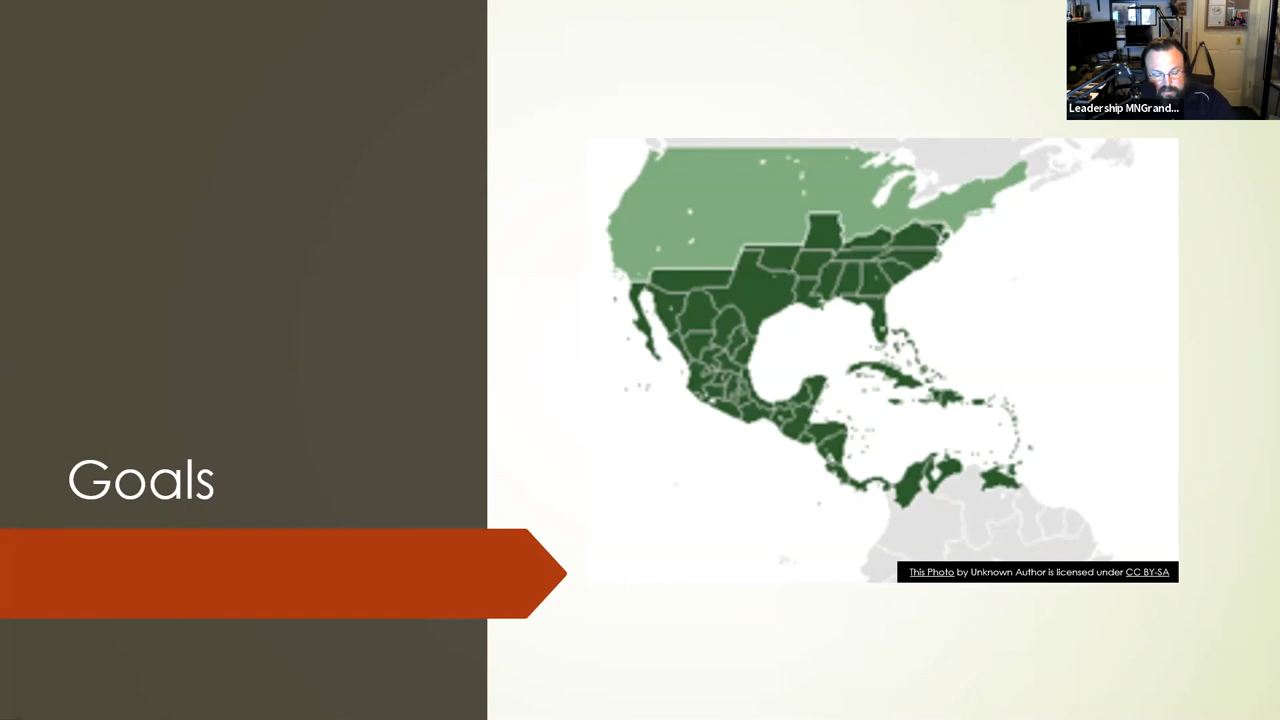 Leadership MNGrand...
Goals
This Photo by Unknown Author is licensed under CC BY-SA